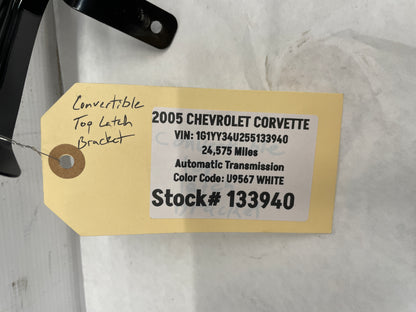 Convertible
Top Latch
Bracket
2005 CHEVROLET CORVETTE
VIN: 1G1YY34U255133940
24,575 Miles
Automatic Transmission
Color Code: U9567 WHITE
Stock# 133940